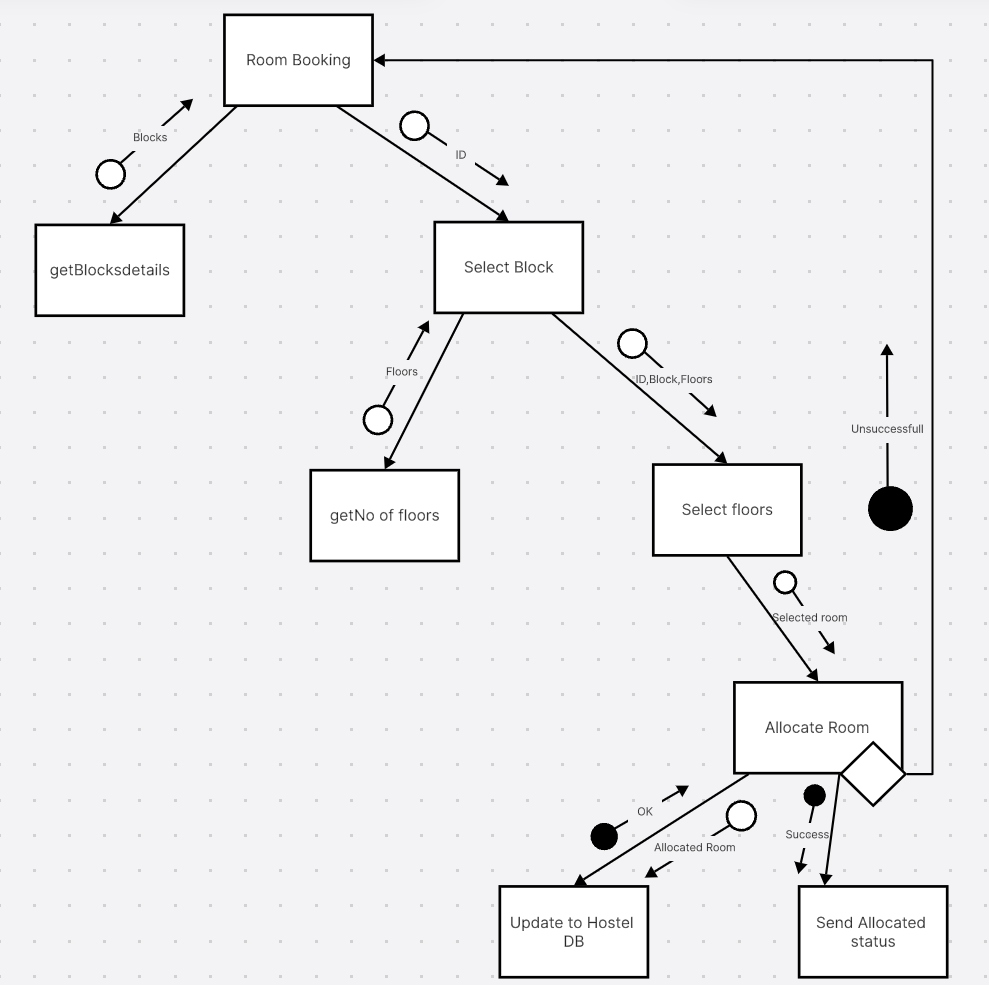 Room Booking
Blocks
ID
getBlocksdetails
Select Block
Floors
ID,Block,Floors
Unsuccessfull
getNo of floors
Select floors
Selected room
Allocate Room
OK
Allocated Room
Success
Update to Hostel
DB
Send Allocated
status